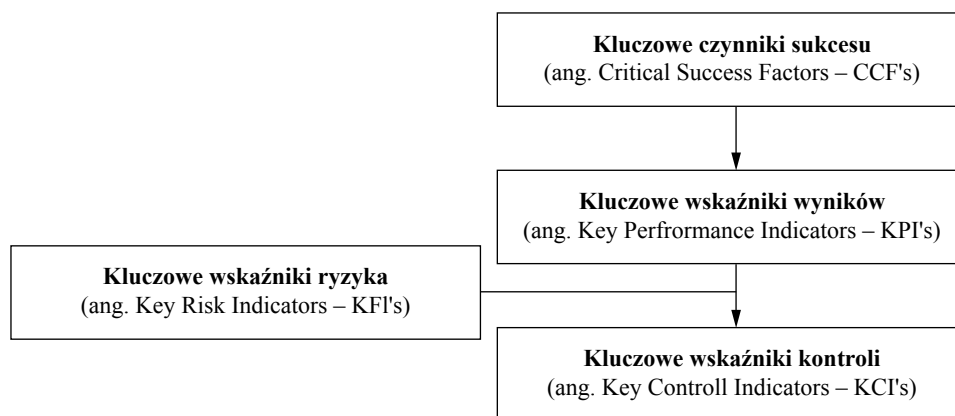 Kluczowe czynniki sukcesu
(ang. Critical Success Factors – CCF's)
Kluczowe wskaźniki wyników
(ang. Key Perfrormance Indicators – KPI's)
Kluczowe wskaźniki ryzyka
(ang. Key Risk Indicators – KFI's)
Kluczowe wskaźniki kontroli
(ang. Key Controll Indicators – KCI's)